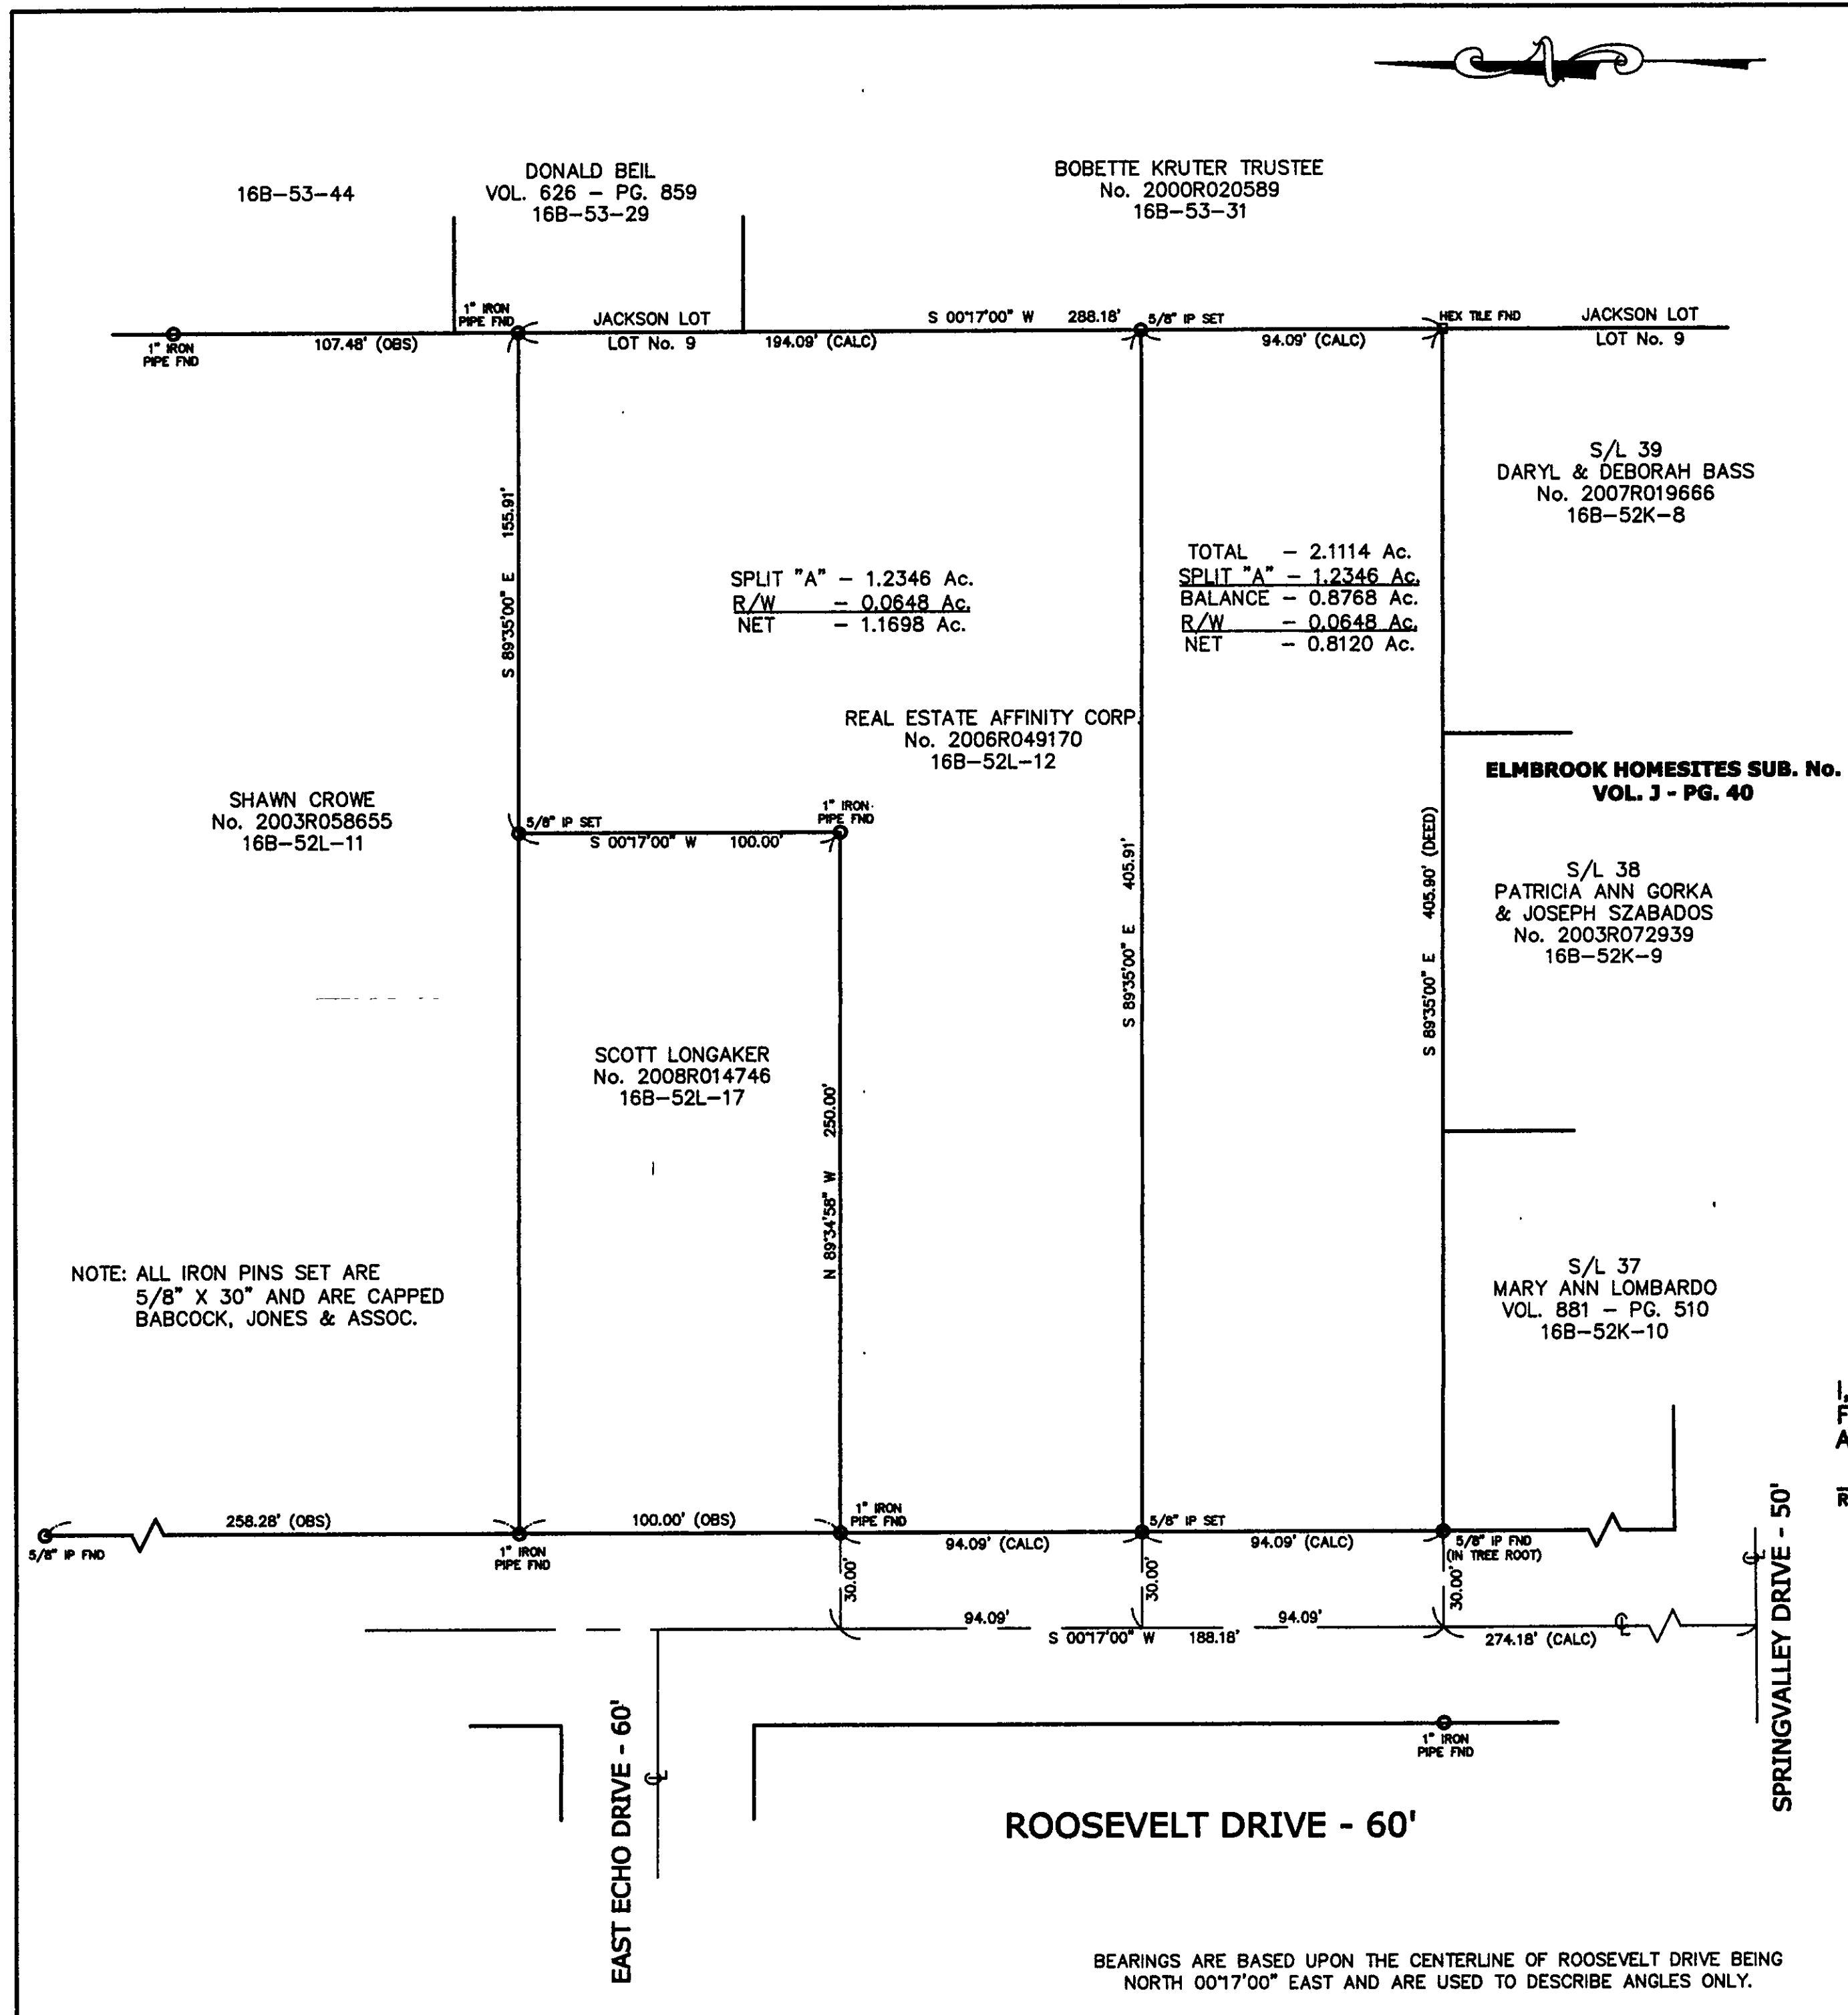 16B-53-44
DONALD BEIL
VOL. 626 - PG. 859
16B-53-29
BOBETTE KRUTER TRUSTEE
No. 2000R020589
16B-53-31
1" IRON
PIPE FND
107.48' (OBS)
1" IRON
PIPE FND
JACKSON LOT
LOT No. 9
194.09' (CALC)
S 00°17'00" W 288.18'
5/8" IP SET
94.09' (CALC)
HEX TILE FND
JACKSON LOT
LOT No. 9
S/L 39
DARYL & DEBORAH BASS
No. 2007R019666
16B-52K-8
S 89°35'00" E 155.91'
SPLIT "A" - 1.2346 Ac.
R/W - 0.0648 Ac.
NET - 1.1698 Ac.
TOTAL - 2.1114 Ac.
SPLIT "A" - 1.2346 Ac.
BALANCE - 0.8768 Ac.
R/W - 0.0648 Ac.
NET - 0.8120 Ac.
REAL ESTATE AFFINITY CORP.
No. 2006R049170
16B-52L-12
ELMBROOK HOMESITES SUB. No.
VOL. J - PG. 40
SHAWN CROWE
No. 2003R058655
16B-52L-11
5/8" IP SET
S 00°17'00" W 100.00'
1" IRON
PIPE FND
S 89°35'00" E 405.91'
S 89°35'00" E 405.90' (DEED)
S/L 38
PATRICIA ANN GORKA
& JOSEPH SZABADOS
No. 2003R072939
16B-52K-9
SCOTT LONGAKER
No. 2008R014746
16B-52L-17
N 89°34'58" W 250.00'
NOTE: ALL IRON PINS SET ARE
5/8" X 30" AND ARE CAPPED
BABCOCK, JONES & ASSOC.
S/L 37
MARY ANN LOMBARDO
VOL. 881 - PG. 510
16B-52K-10
5/8" IP FND
258.28' (OBS)
1" IRON
PIPE FND
100.00' (OBS)
1" IRON
PIPE FND
94.09' (CALC)
5/8" IP SET
94.09' (CALC)
5/8" IP FND
(IN TREE ROOT)
30.00'
30.00'
30.00'
94.09'
94.09'
S 00°17'00" W 188.18'
274.18' (CALC)
SPRINGVALLEY DRIVE - 50'
1" IRON
PIPE FND
EAST ECHO DRIVE - 60'
ROOSEVELT DRIVE - 60'
BEARINGS ARE BASED UPON THE CENTERLINE OF ROOSEVELT DRIVE BEING
NORTH 00°17'00" EAST AND ARE USED TO DESCRIBE ANGLES ONLY.